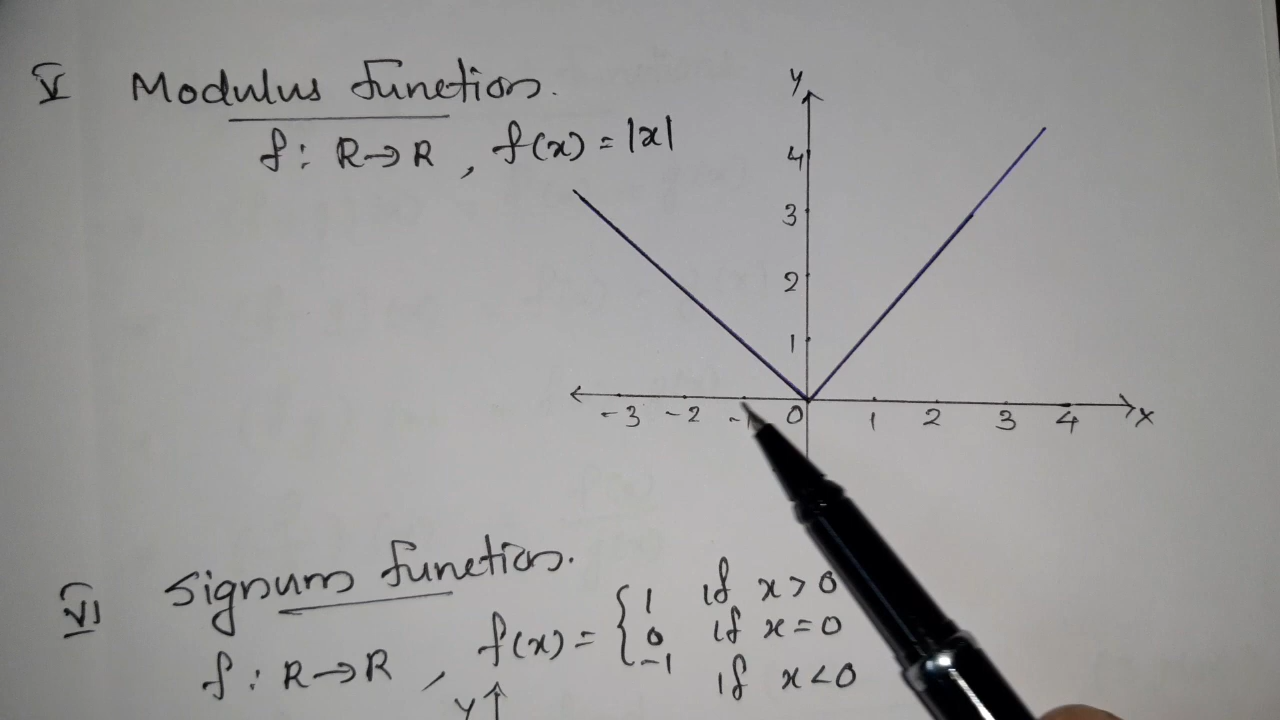 V Modulus function.
f : R→R , f(x) = |x|
y
4
3
2
1
-3 -2 -1 0 1 2 3 4 x
VI Signum function.
f : R→R , f(x) = { 1 if x > 0
0 if x = 0
-1 if x < 0
y